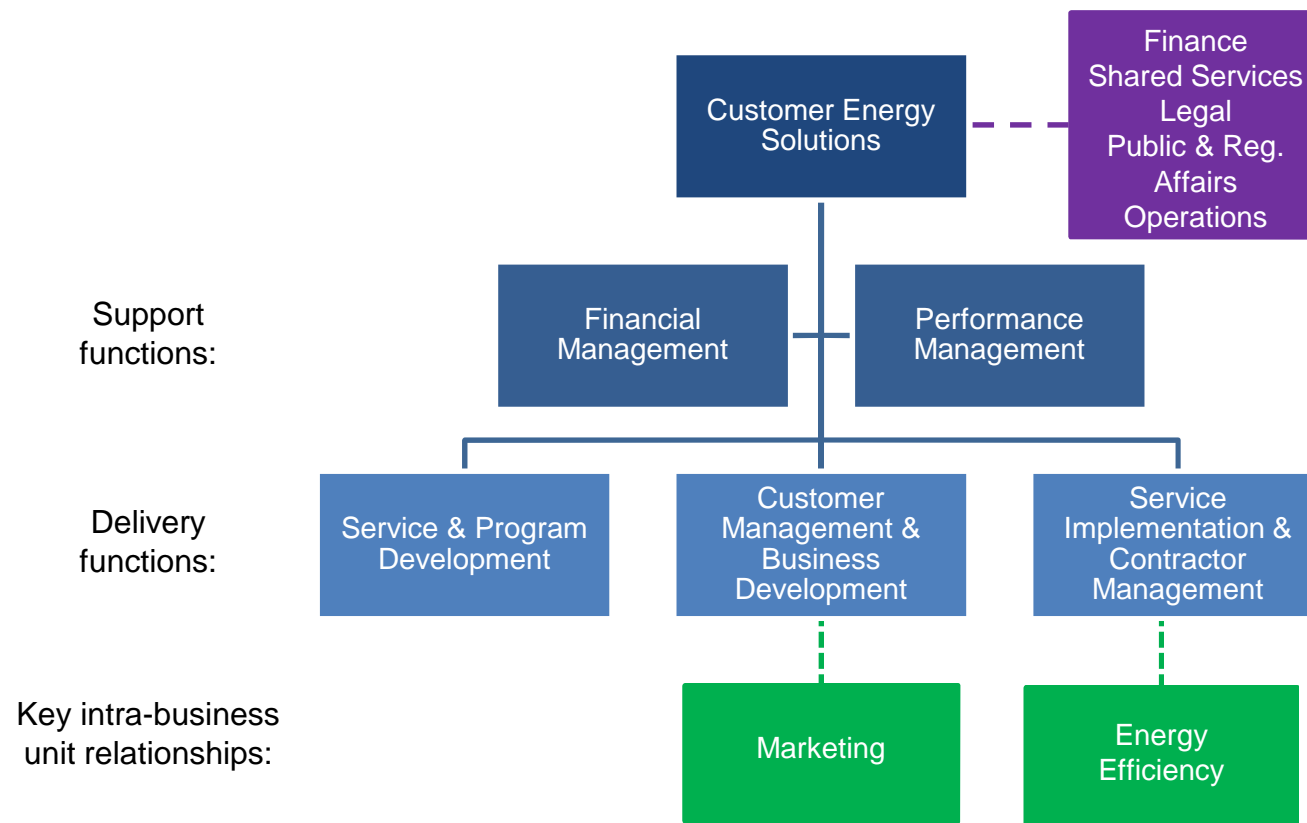 Customer Energy
Solutions
Finance
Shared Services
Legal
Public & Reg.
Affairs
Operations
Support
functions:
Financial
Management
Performance
Management
Delivery
functions:
Service & Program
Development
Customer
Management &
Business
Development
Service
Implementation &
Contractor
Management
Key intra-business
unit relationships:
Marketing
Energy
Efficiency